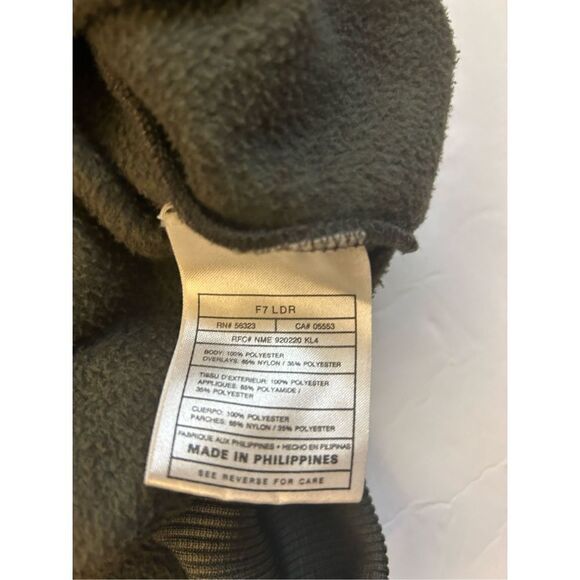 F7 LDR
RN# 56323 CA# 05553
RFC# NME 920220 KL4
BODY: 100% POLYESTER
OVERLAYS: 65% NYLON / 35% POLYESTER
TISSU D'EXTERIEUR: 100% POLYESTER
APPLIQUES: 65% POLYAMIDE /
35% POLYESTER
CUERPO: 100% POLYESTER
PARCHES: 65% NYLON / 35% POLYESTER
FABRIQUE AUX PHILIPPINES • HECHO EN FILIPINAS
MADE IN PHILIPPINES
SEE REVERSE FOR CARE